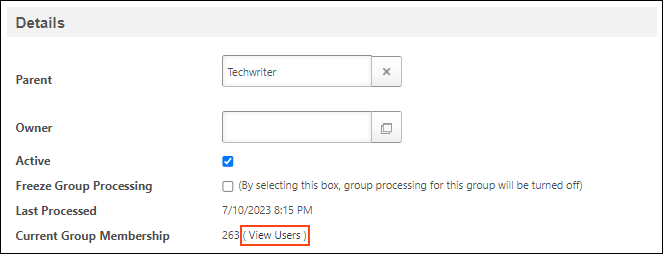 Details
Parent Techwriter
Owner
Active
Freeze Group Processing (By selecting this box, group processing for this group will be turned off)
Last Processed 7/10/2023 8:15 PM
Current Group Membership 263 ( View Users )